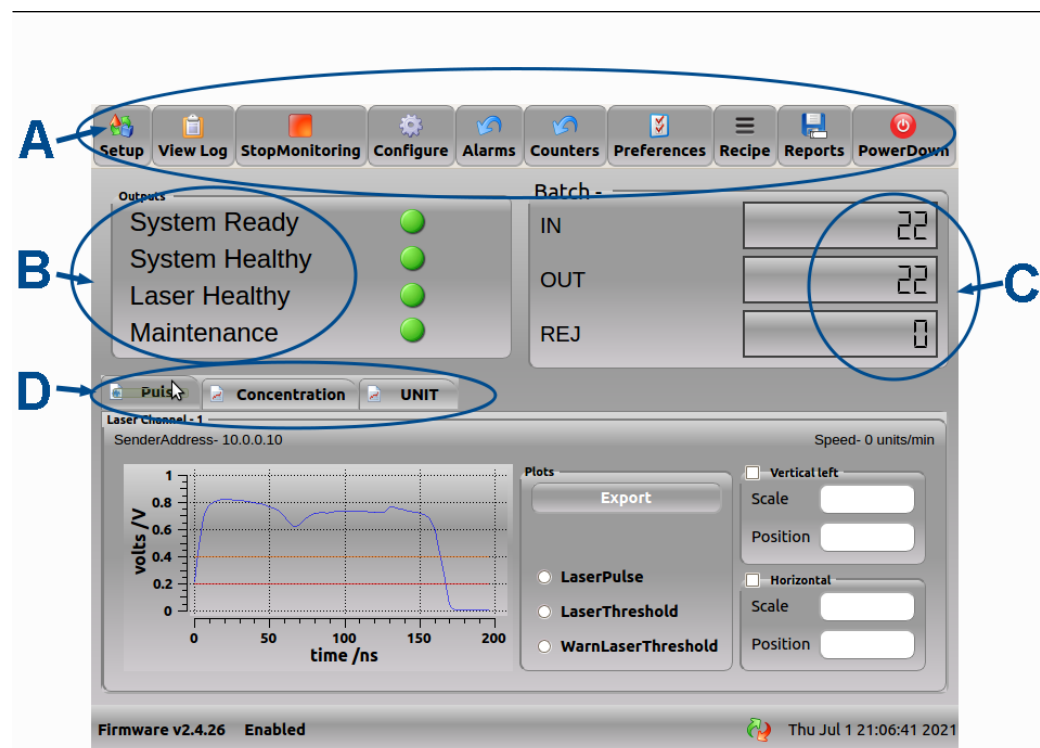 A
Setup View Log StopMonitoring Configure Alarms Counters Preferences Recipe Reports PowerDown
Outputs
System Ready
System Healthy
Laser Healthy
Maintenance
B
Batch -
IN 22
OUT 22
REJ 0
C
D
Pulse Concentration UNIT
Laser Channel - 1
SenderAddress- 10.0.0.10 Speed- 0 units/min
volts /V
1
0.8
0.6
0.4
0.2
0
0 50 100 150 200
time /ns
Plots
Export
LaserPulse
LaserThreshold
WarnLaserThreshold
Vertical left
Scale
Position
Horizontal
Scale
Position
Firmware v2.4.26 Enabled Thu Jul 1 21:06:41 2021